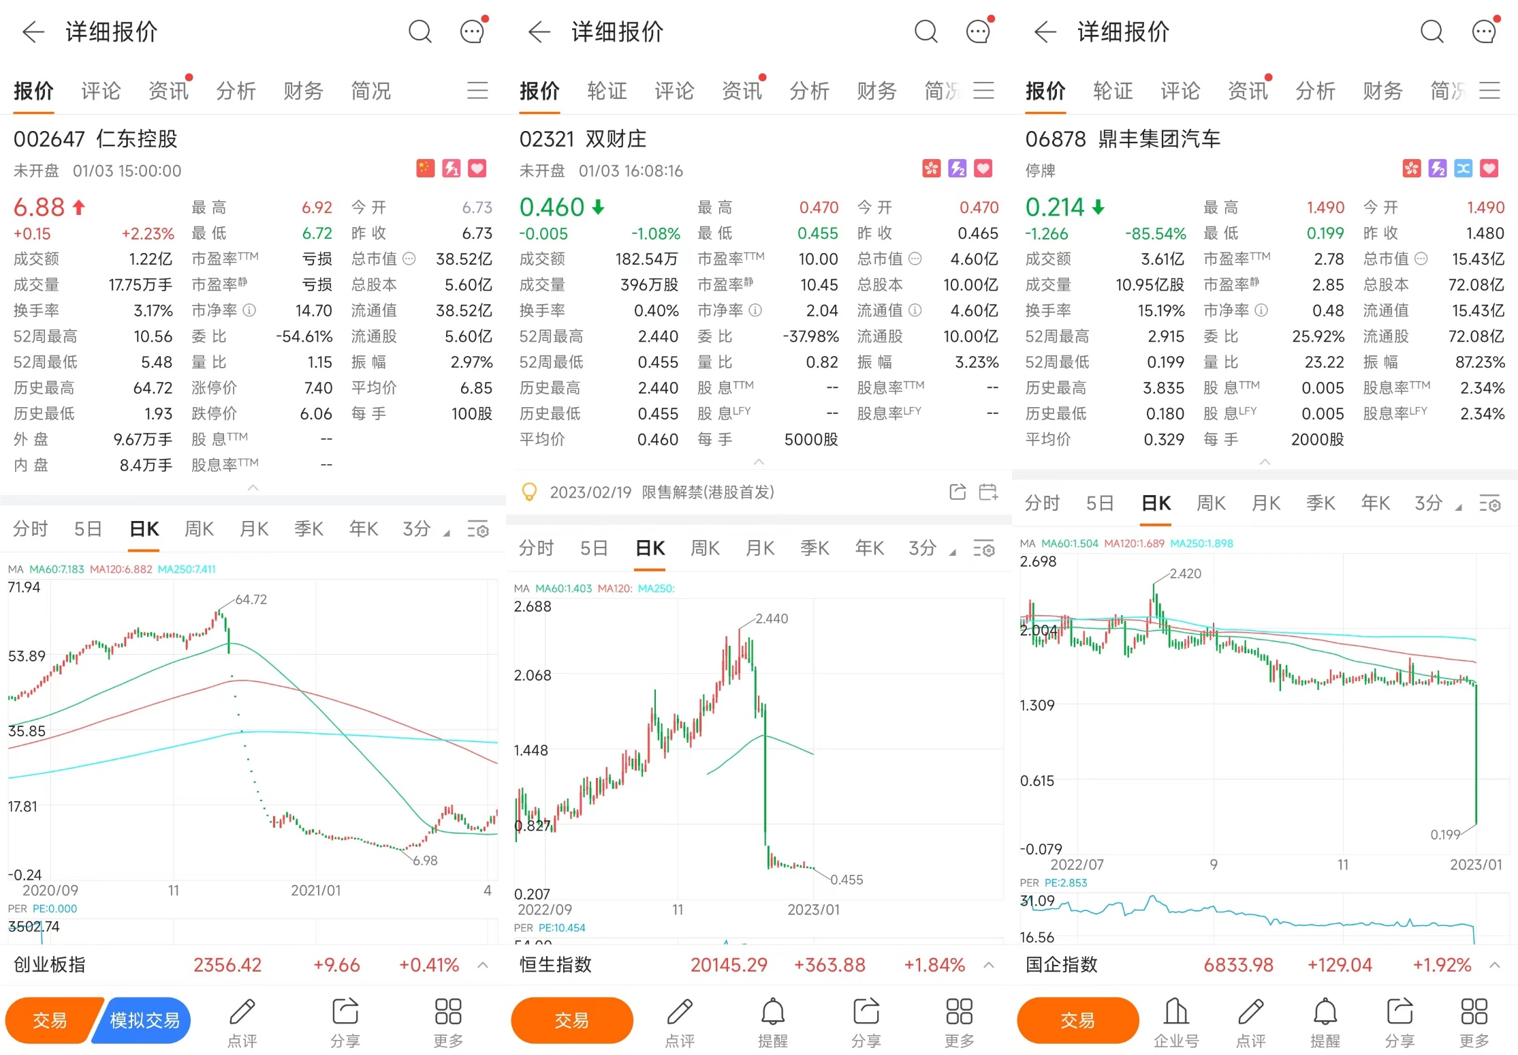 详细报价
报价 评论 资讯 分析 财务 简况
002647 仁东控股
未开盘 01/03 15:00:00
6.88 最高 6.92 今开 6.73
+0.15 +2.23% 最低 6.72 昨收 6.73
成交额 1.22亿 市盈率TTM 亏损 总市值 38.52亿
成交量 17.75万手 市盈率静 亏损 总股本 5.60亿
换手率 3.17% 市净率 14.70 流通值 38.52亿
52周最高 10.56 委比 -54.61% 流通股 5.60亿
52周最低 5.48 量比 1.15 振幅 2.97%
历史最高 64.72 涨停价 7.40 平均价 6.85
历史最低 1.93 跌停价 6.06 每手 100股
外盘 9.67万手 股息TTM --
内盘 8.4万手 股息率TTM --
分时 5日 日K 周K 月K 季K 年K 3分
MA MA60:7.183 MA120:6.882 MA250:7.411
71.94
64.72
53.89
35.85
17.81
6.98
-0.24
2020/09 11 2021/01 4
PER PE:0.000
3502.74
创业板指 2356.42 +9.66 +0.41%
交易 模拟交易 点评 分享 更多
详细报价
报价 轮证 评论 资讯 分析 财务 简况
02321 双财庄
未开盘 01/03 16:08:16
0.460 最高 0.470 今开 0.470
-0.005 -1.08% 最低 0.455 昨收 0.465
成交额 182.54万 市盈率TTM 10.00 总市值 4.60亿
成交量 396万股 市盈率静 10.45 总股本 10.00亿
换手率 0.40% 市净率 2.04 流通值 4.60亿
52周最高 2.440 委比 -37.98% 流通股 10.00亿
52周最低 0.455 量比 0.82 振幅 3.23%
历史最高 2.440 股息TTM -- 股息率TTM --
历史最低 0.455 股息LFY -- 股息率LFY --
平均价 0.460 每手 5000股
2023/02/19 限售解禁(港股首发)
分时 5日 日K 周K 月K 季K 年K 3分
MA MA60:1.403 MA120: MA250:
2.688
2.440
2.068
1.448
0.827
0.455
0.207
2022/09 11 2023/01
PER PE:10.454
恒生指数 20145.29 +363.88 +1.84%
交易 点评 提醒 分享 更多
详细报价
报价 轮证 评论 资讯 分析 财务 简况
06878 鼎丰集团汽车
停牌
0.214 最高 1.490 今开 1.490
-1.266 -85.54% 最低 0.199 昨收 1.480
成交额 3.61亿 市盈率TTM 2.78 总市值 15.43亿
成交量 10.95亿股 市盈率静 2.85 总股本 72.08亿
换手率 15.19% 市净率 0.48 流通值 15.43亿
52周最高 2.915 委比 25.92% 流通股 72.08亿
52周最低 0.199 量比 23.22 振幅 87.23%
历史最高 3.835 股息TTM 0.005 股息率TTM 2.34%
历史最低 0.180 股息LFY 0.005 股息率LFY 2.34%
平均价 0.329 每手 2000股
分时 5日 日K 周K 月K 季K 年K 3分
MA MA60:1.504 MA120:1.689 MA250:1.898
2.698
2.420
2.004
1.309
0.615
0.199
-0.079
2022/07 9 11 2023/01
PER PE:2.853
31.09
16.56
国企指数 6833.98 +129.04 +1.92%
交易 企业号 点评 提醒 分享 更多